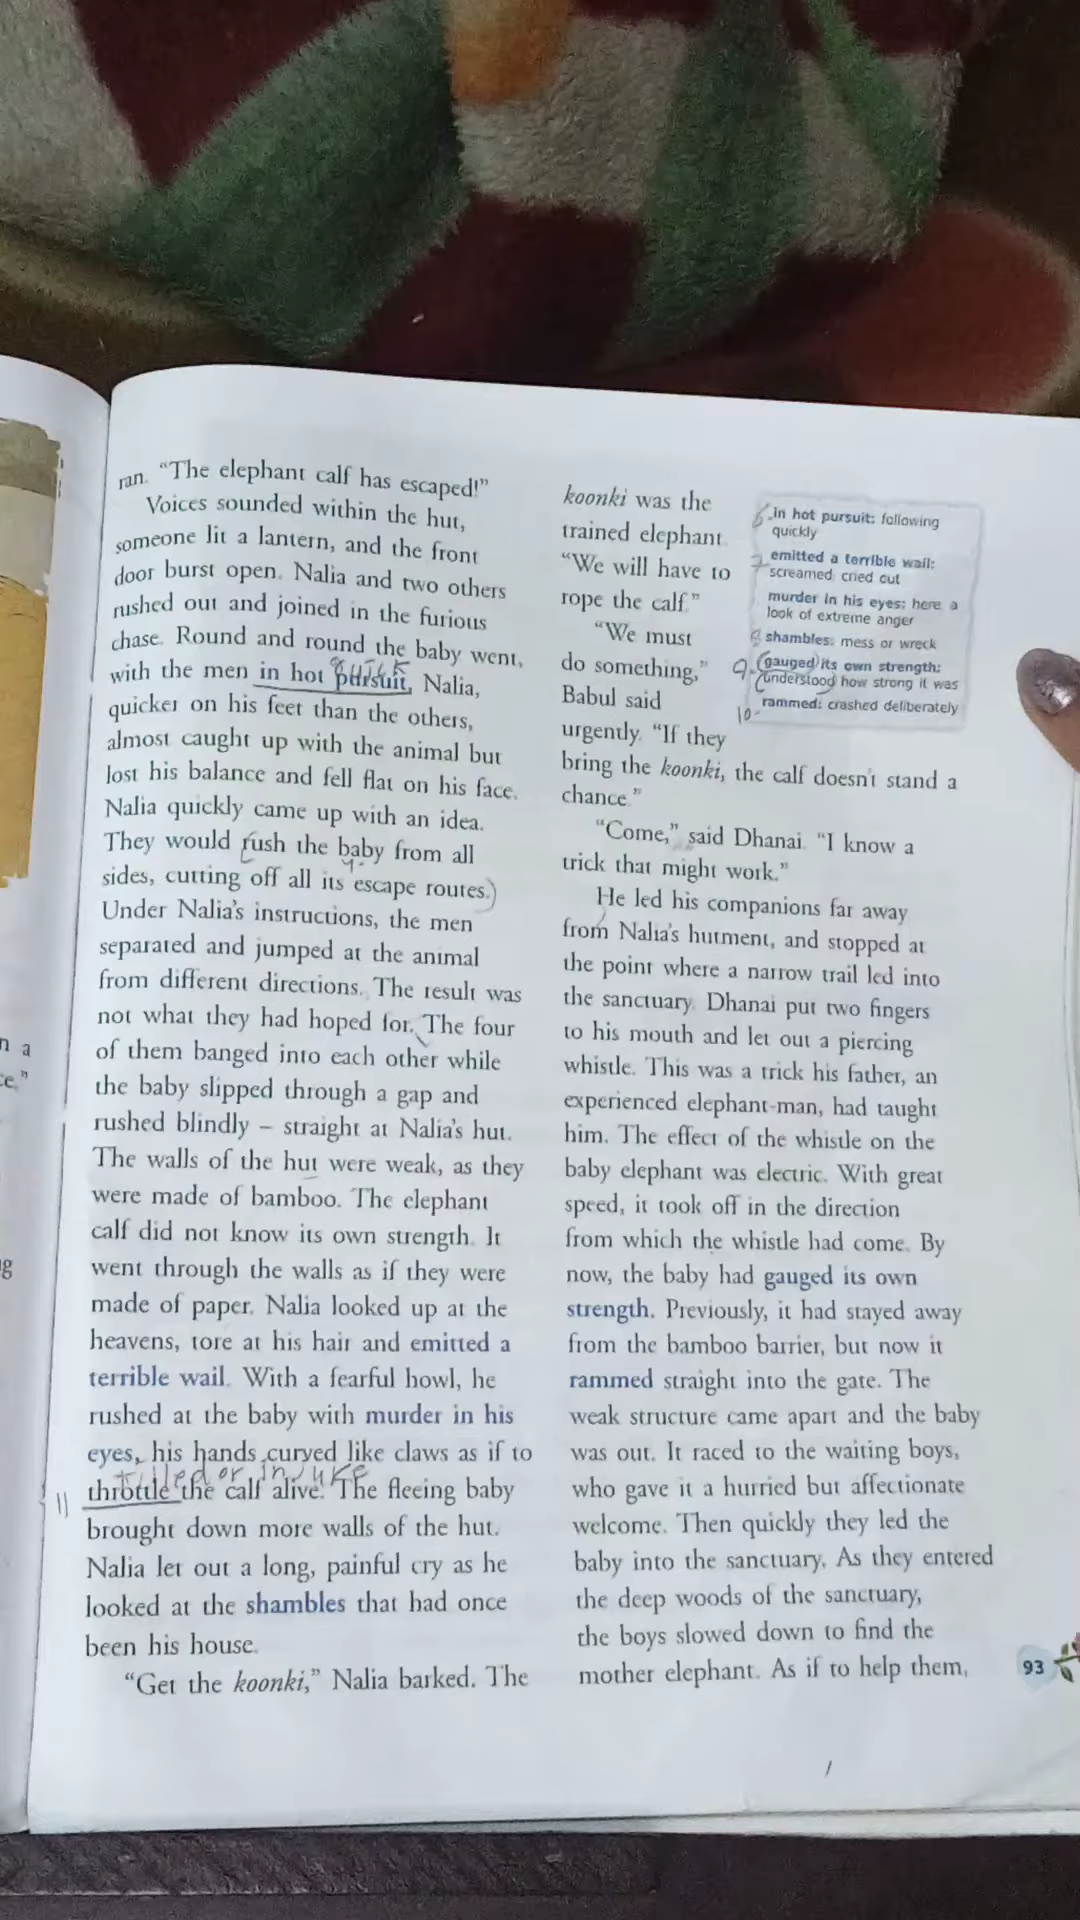 ran. “The elephant calf has escaped!”
Voices sounded within the hut,
someone lit a lantern, and the front
door burst open. Nalia and two others
rushed out and joined in the furious
chase. Round and round the baby went,
with the men in hot pursuit, Nalia,
quicker on his feet than the others,
almost caught up with the animal but
lost his balance and fell flat on his face.
Nalia quickly came up with an idea.
They would rush the baby from all
sides, cutting off all its escape routes.
Under Nalia’s instructions, the men
separated and jumped at the animal
from different directions. The result was
not what they had hoped for. The four
of them banged into each other while
the baby slipped through a gap and
rushed blindly – straight at Nalia’s hut.
The walls of the hut were weak, as they
were made of bamboo. The elephant
calf did not know its own strength. It
went through the walls as if they were
made of paper. Nalia looked up at the
heavens, tore at his hair and emitted a
terrible wail. With a fearful howl, he
rushed at the baby with murder in his
eyes, his hands curved like claws as if to
throttle the calf alive. The fleeing baby
brought down more walls of the hut.
Nalia let out a long, painful cry as he
looked at the shambles that had once
been his house.
“Get the koonki,” Nalia barked. The
koonki was the
trained elephant.
“We will have to
rope the calf.”
“We must
do something,”
Babul said
urgently. “If they
bring the koonki, the calf doesn’t stand a
chance.”
“Come,” said Dhanai. “I know a
trick that might work.”
He led his companions far away
from Nalia’s hutment, and stopped at
the point where a narrow trail led into
the sanctuary. Dhanai put two fingers
to his mouth and let out a piercing
whistle. This was a trick his father, an
experienced elephant-man, had taught
him. The effect of the whistle on the
baby elephant was electric. With great
speed, it took off in the direction
from which the whistle had come. By
now, the baby had gauged its own
strength. Previously, it had stayed away
from the bamboo barrier, but now it
rammed straight into the gate. The
weak structure came apart and the baby
was out. It raced to the waiting boys,
who gave it a hurried but affectionate
welcome. Then quickly they led the
baby into the sanctuary. As they entered
the deep woods of the sanctuary,
the boys slowed down to find the
mother elephant. As if to help them,
in hot pursuit: following
quickly
emitted a terrible wail:
screamed; cried out
murder in his eyes: here a
look of extreme anger
shambles: mess or wreck
9. gauged its own strength:
understood how strong it was
10- rammed: crashed deliberately
93